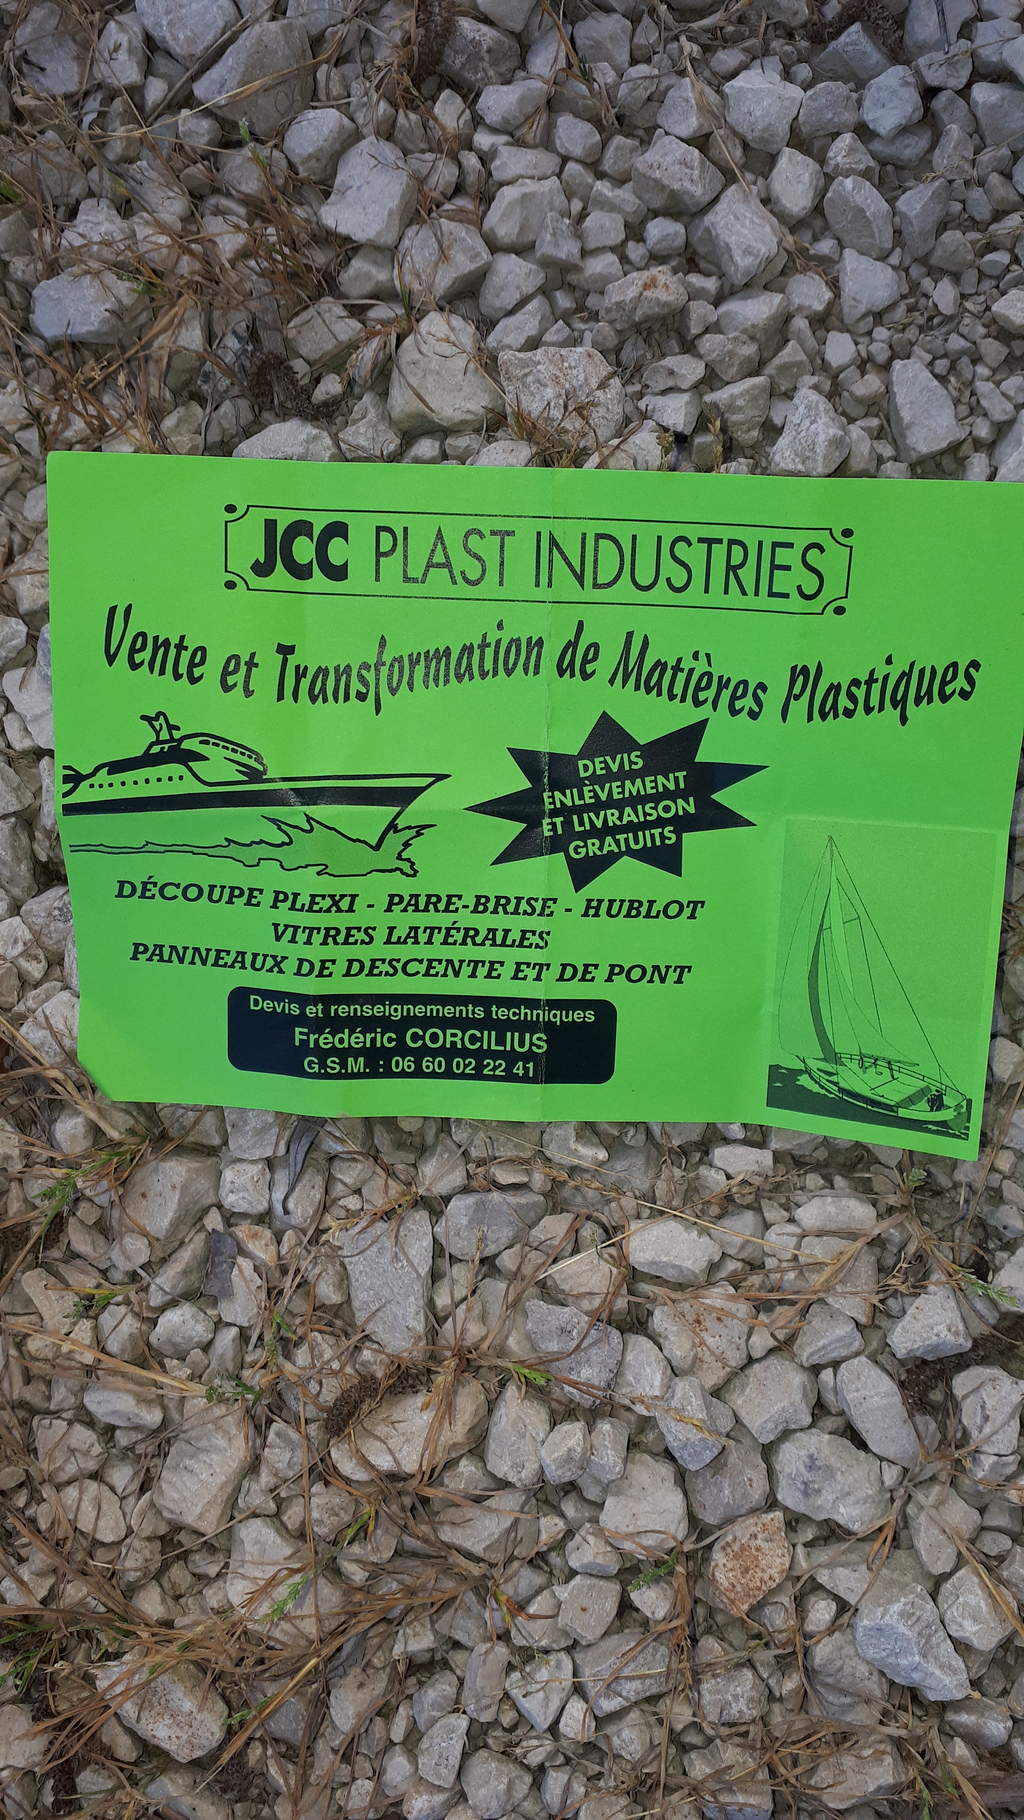 JCC PLAST INDUSTRIES
Vente et Transformation de Matières Plastiques
DEVIS
ENLÈVEMENT
ET LIVRAISON
GRATUITS
DÉCOUPE PLEXI - PARE-BRISE - HUBLOT
VITRES LATÉRALES
PANNEAUX DE DESCENTE ET DE PONT
Devis et renseignements techniques
Frédéric CORCILIUS
G.S.M. : 06 60 02 22 41